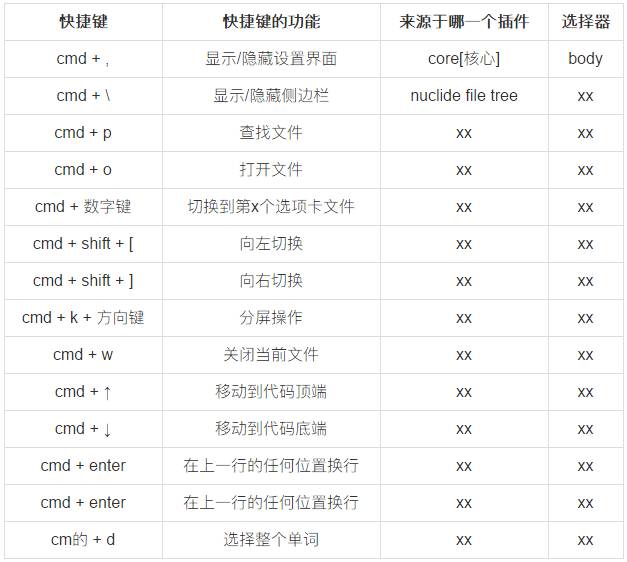 快捷键 快捷键的功能 来源于哪一个插件 选择器
cmd + , 显示/隐藏设置界面 core[核心] body
cmd + \ 显示/隐藏侧边栏 nuclide file tree xx
cmd + p 查找文件 xx xx
cmd + o 打开文件 xx xx
cmd + 数字键 切换到第x个选项卡文件 xx xx
cmd + shift + [ 向左切换 xx xx
cmd + shift + ] 向右切换 xx xx
cmd + k + 方向键 分屏操作 xx xx
cmd + w 关闭当前文件 xx xx
cmd + ↑ 移动到代码顶端 xx xx
cmd + ↓ 移动到代码底端 xx xx
cmd + enter 在上一行的任何位置换行 xx xx
cmd + enter 在上一行的任何位置换行 xx xx
cm的 + d 选择整个单词 xx xx